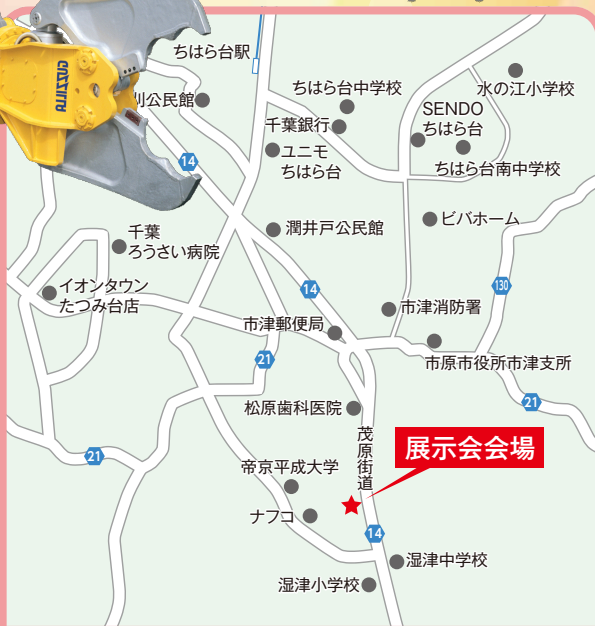 ちはら台駅
GUZZILLA
公民館
14
ちはら台中学校
水の江小学校
SENDO
ちはら台
千葉銀行
ユニモ
ちはら台
ちはら台南中学校
潤井戸公民館
ビバホーム
千葉
ろうさい病院
イオンタウン
たつみ台店
14
130
市津消防署
市津郵便局
21
市原市役所市津支所
21
松原歯科医院
茂原街道
展示会会場
21
帝京平成大学
ナフコ
14
湿津中学校
湿津小学校